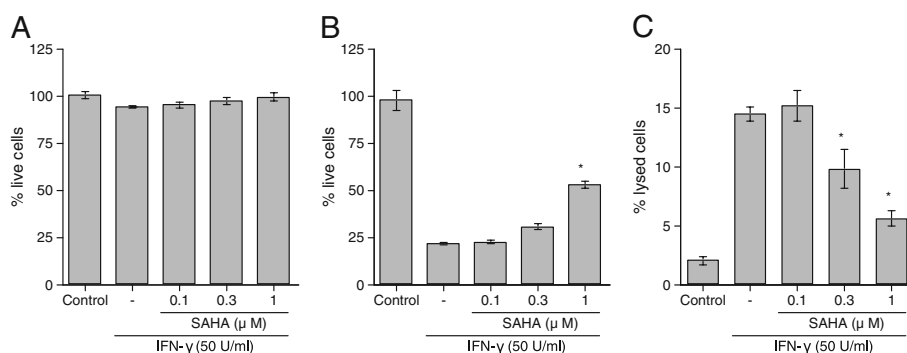 A
125
100
75
50
25
0
% live cells
Control - 0.1 0.3 1
SAHA (μ M)
IFN-γ (50 U/ml)
B
125
100
75
50
25
0
% live cells
*
Control - 0.1 0.3 1
SAHA (μ M)
IFN-γ (50 U/ml)
C
20
15
10
5
0
% lysed cells
*
*
Control - 0.1 0.3 1
SAHA (μ M)
IFN-γ (50 U/ml)